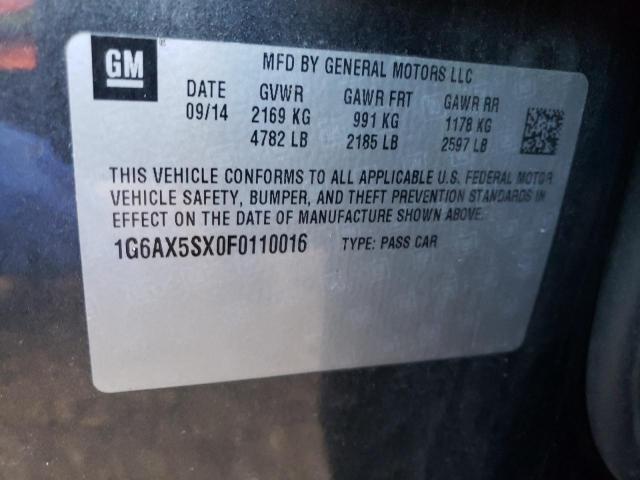 GM
MFD BY GENERAL MOTORS LLC
DATE GVWR GAWR FRT GAWR RR
09/14 2169 KG 991 KG 1178 KG
4782 LB 2185 LB 2597 LB
THIS VEHICLE CONFORMS TO ALL APPLICABLE U.S. FEDERAL MOTOR
VEHICLE SAFETY, BUMPER, AND THEFT PREVENTION STANDARDS IN
EFFECT ON THE DATE OF MANUFACTURE SHOWN ABOVE.
1G6AX5SX0F0110016 TYPE: PASS CAR